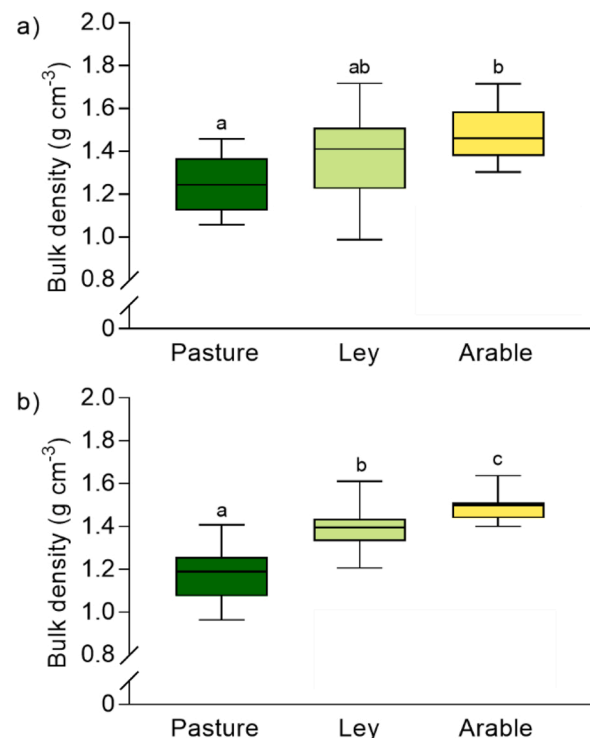 a)
Bulk density (g cm⁻³)
2.0
1.8
1.6
1.4
1.2
1.0
0.8
0
a
ab
b
Pasture Ley Arable
b)
Bulk density (g cm⁻³)
2.0
1.8
1.6
1.4
1.2
1.0
0.8
0
a
b
c
Pasture Ley Arable